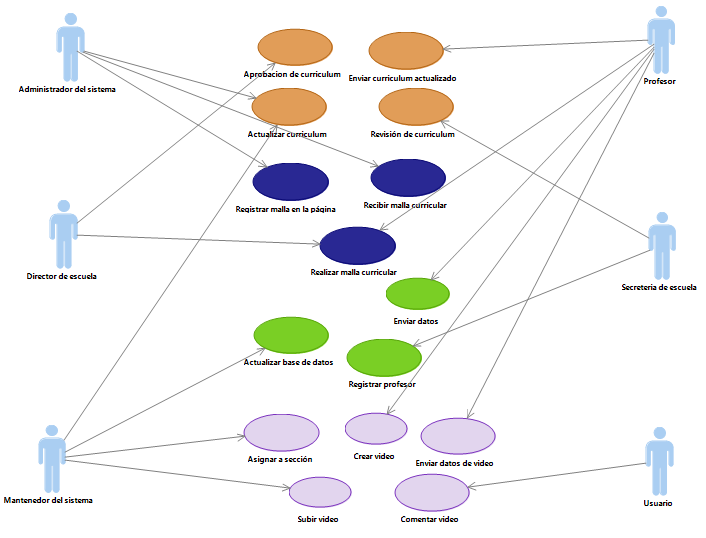 Aprobacion de curriculum
Enviar curriculum actualizado
Profesor
Administrador del sistema
Actualizar curriculum
Revisión de curriculum
Registrar malla en la página
Recibir malla curricular
Director de escuela
Realizar malla curricular
Secreteria de escuela
Enviar datos
Actualizar base de datos
Registrar profesor
Asignar a sección
Crear video
Enviar datos de video
Mantenedor del sistema
Usuario
Subir video
Comentar video